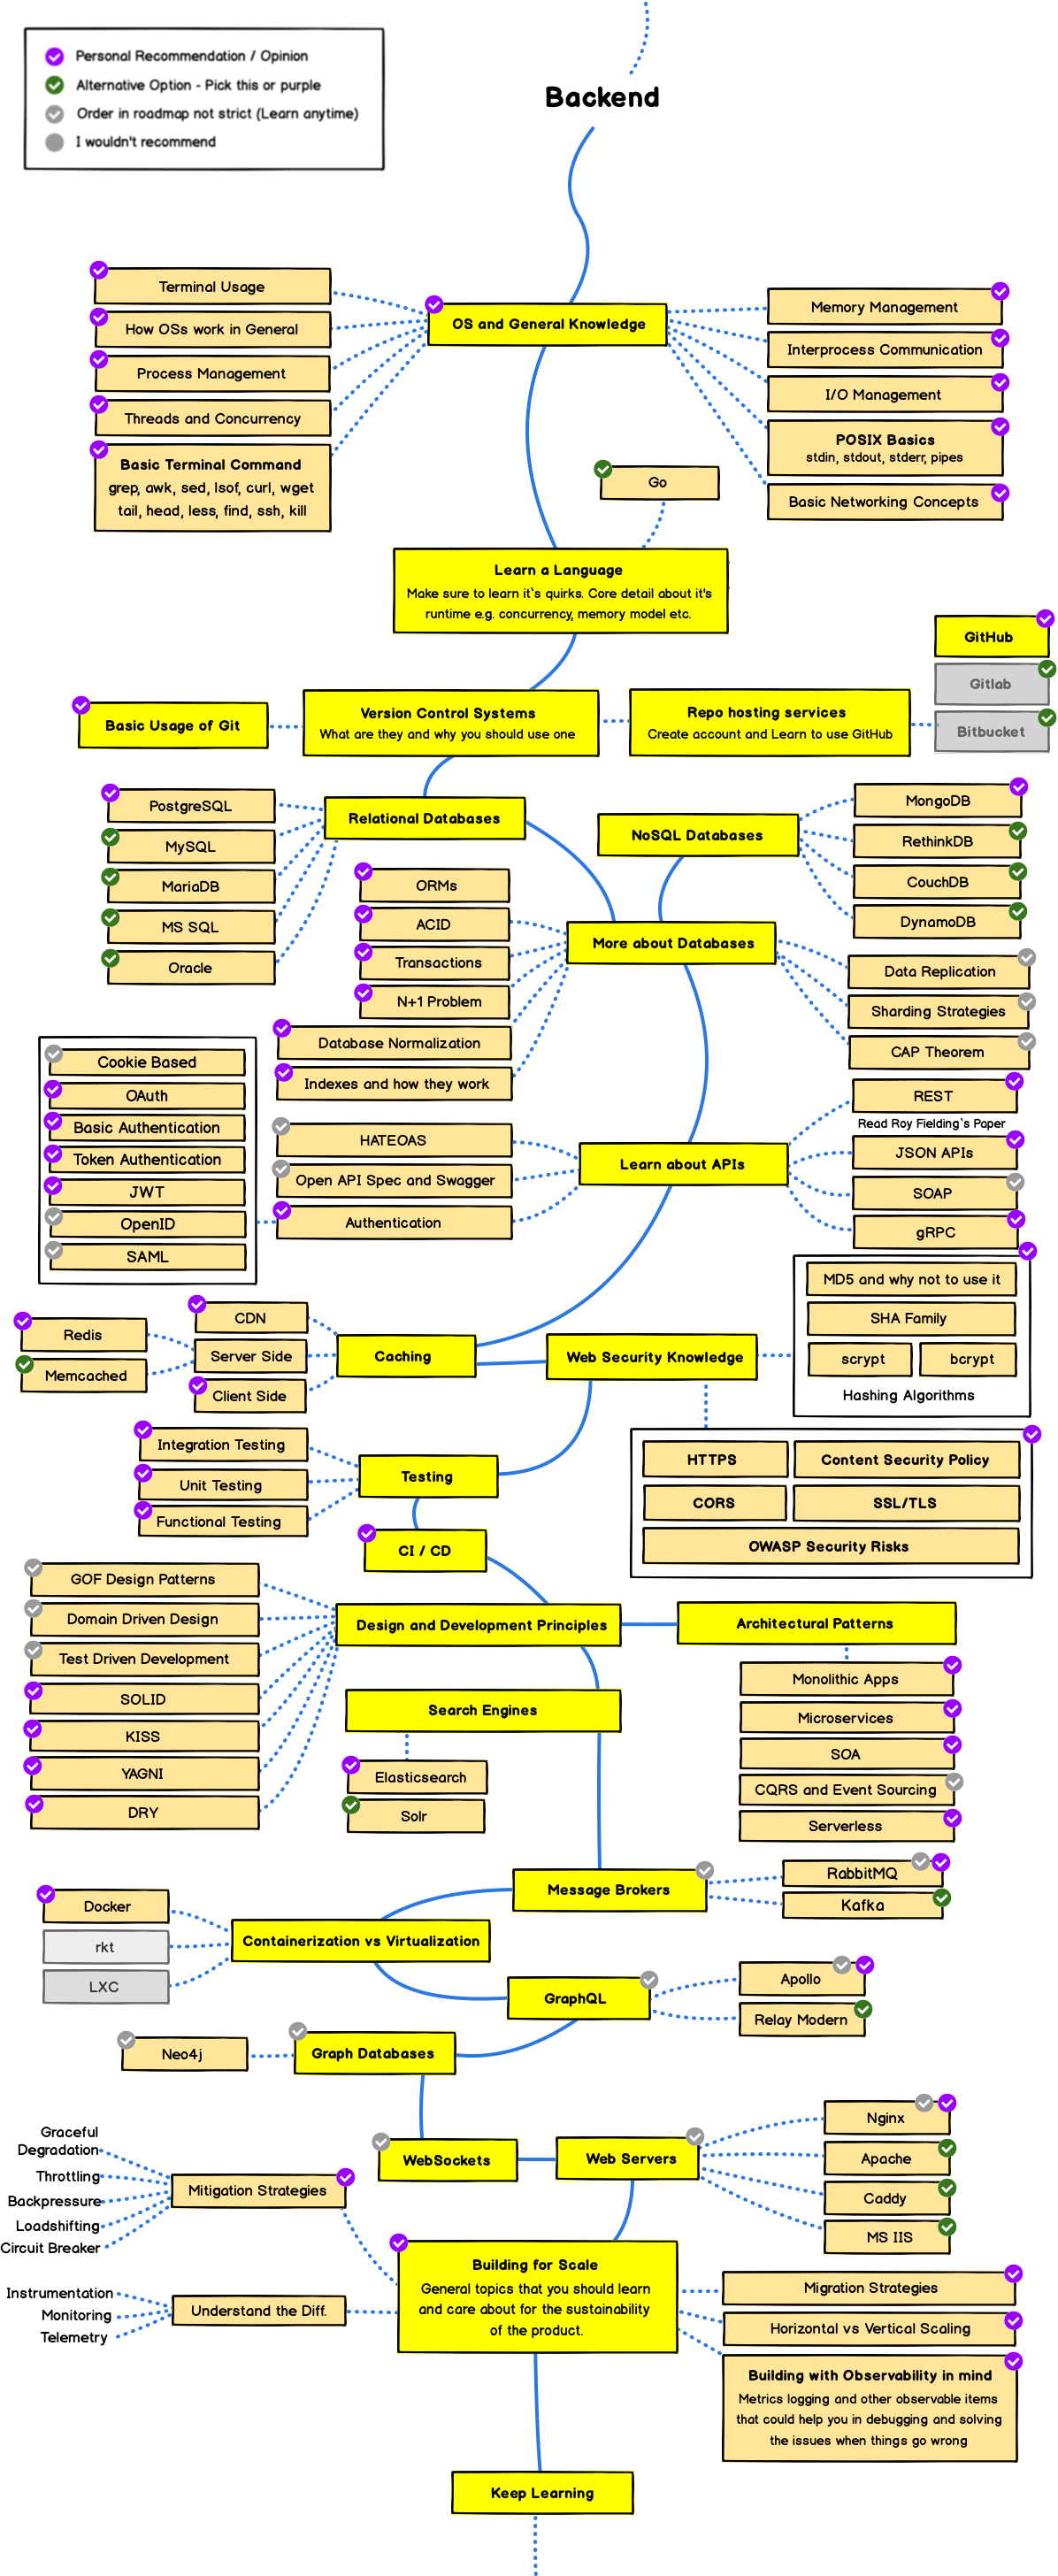 Personal Recommendation / Opinion
Alternative Option - Pick this or purple
Order in roadmap not strict (Learn anytime)
I wouldn't recommend
Backend
Terminal Usage
How OSs work in General
Process Management
Threads and Concurrency
Basic Terminal Command
grep, awk, sed, lsof, curl, wget
tail, head, less, find, ssh, kill
OS and General Knowledge
Memory Management
Interprocess Communication
I/O Management
POSIX Basics
stdin, stdout, stderr, pipes
Basic Networking Concepts
Go
Learn a Language
Make sure to learn it`s quirks. Core detail about it's
runtime e.g. concurrency, memory model etc.
GitHub
Gitlab
Bitbucket
Basic Usage of Git
Version Control Systems
What are they and why you should use one
Repo hosting services
Create account and Learn to use GitHub
PostgreSQL
MySQL
MariaDB
MS SQL
Oracle
Relational Databases
NoSQL Databases
MongoDB
RethinkDB
CouchDB
DynamoDB
ORMs
ACID
Transactions
N+1 Problem
Database Normalization
Indexes and how they work
More about Databases
Data Replication
Sharding Strategies
CAP Theorem
Cookie Based
OAuth
Basic Authentication
Token Authentication
JWT
OpenID
SAML
HATEOAS
Open API Spec and Swagger
Authentication
Learn about APIs
REST
Read Roy Fielding`s Paper
JSON APIs
SOAP
gRPC
MD5 and why not to use it
SHA Family
scrypt
bcrypt
Hashing Algorithms
Redis
Memcached
CDN
Server Side
Client Side
Caching
Web Security Knowledge
HTTPS
Content Security Policy
CORS
SSL/TLS
OWASP Security Risks
Integration Testing
Unit Testing
Functional Testing
Testing
CI / CD
GOF Design Patterns
Domain Driven Design
Test Driven Development
SOLID
KISS
YAGNI
DRY
Design and Development Principles
Architectural Patterns
Monolithic Apps
Microservices
SOA
CQRS and Event Sourcing
Serverless
Search Engines
Elasticsearch
Solr
Message Brokers
RabbitMQ
Kafka
Docker
rkt
LXC
Containerization vs Virtualization
GraphQL
Apollo
Relay Modern
Neo4j
Graph Databases
WebSockets
Web Servers
Nginx
Apache
Caddy
MS IIS
Graceful
Degradation
Throttling
Backpressure
Loadshifting
Circuit Breaker
Mitigation Strategies
Instrumentation
Monitoring
Telemetry
Understand the Diff.
Building for Scale
General topics that you should learn
and care about for the sustainability
of the product.
Migration Strategies
Horizontal vs Vertical Scaling
Building with Observability in mind
Metrics logging and other observable items
that could help you in debugging and solving
the issues when things go wrong
Keep Learning